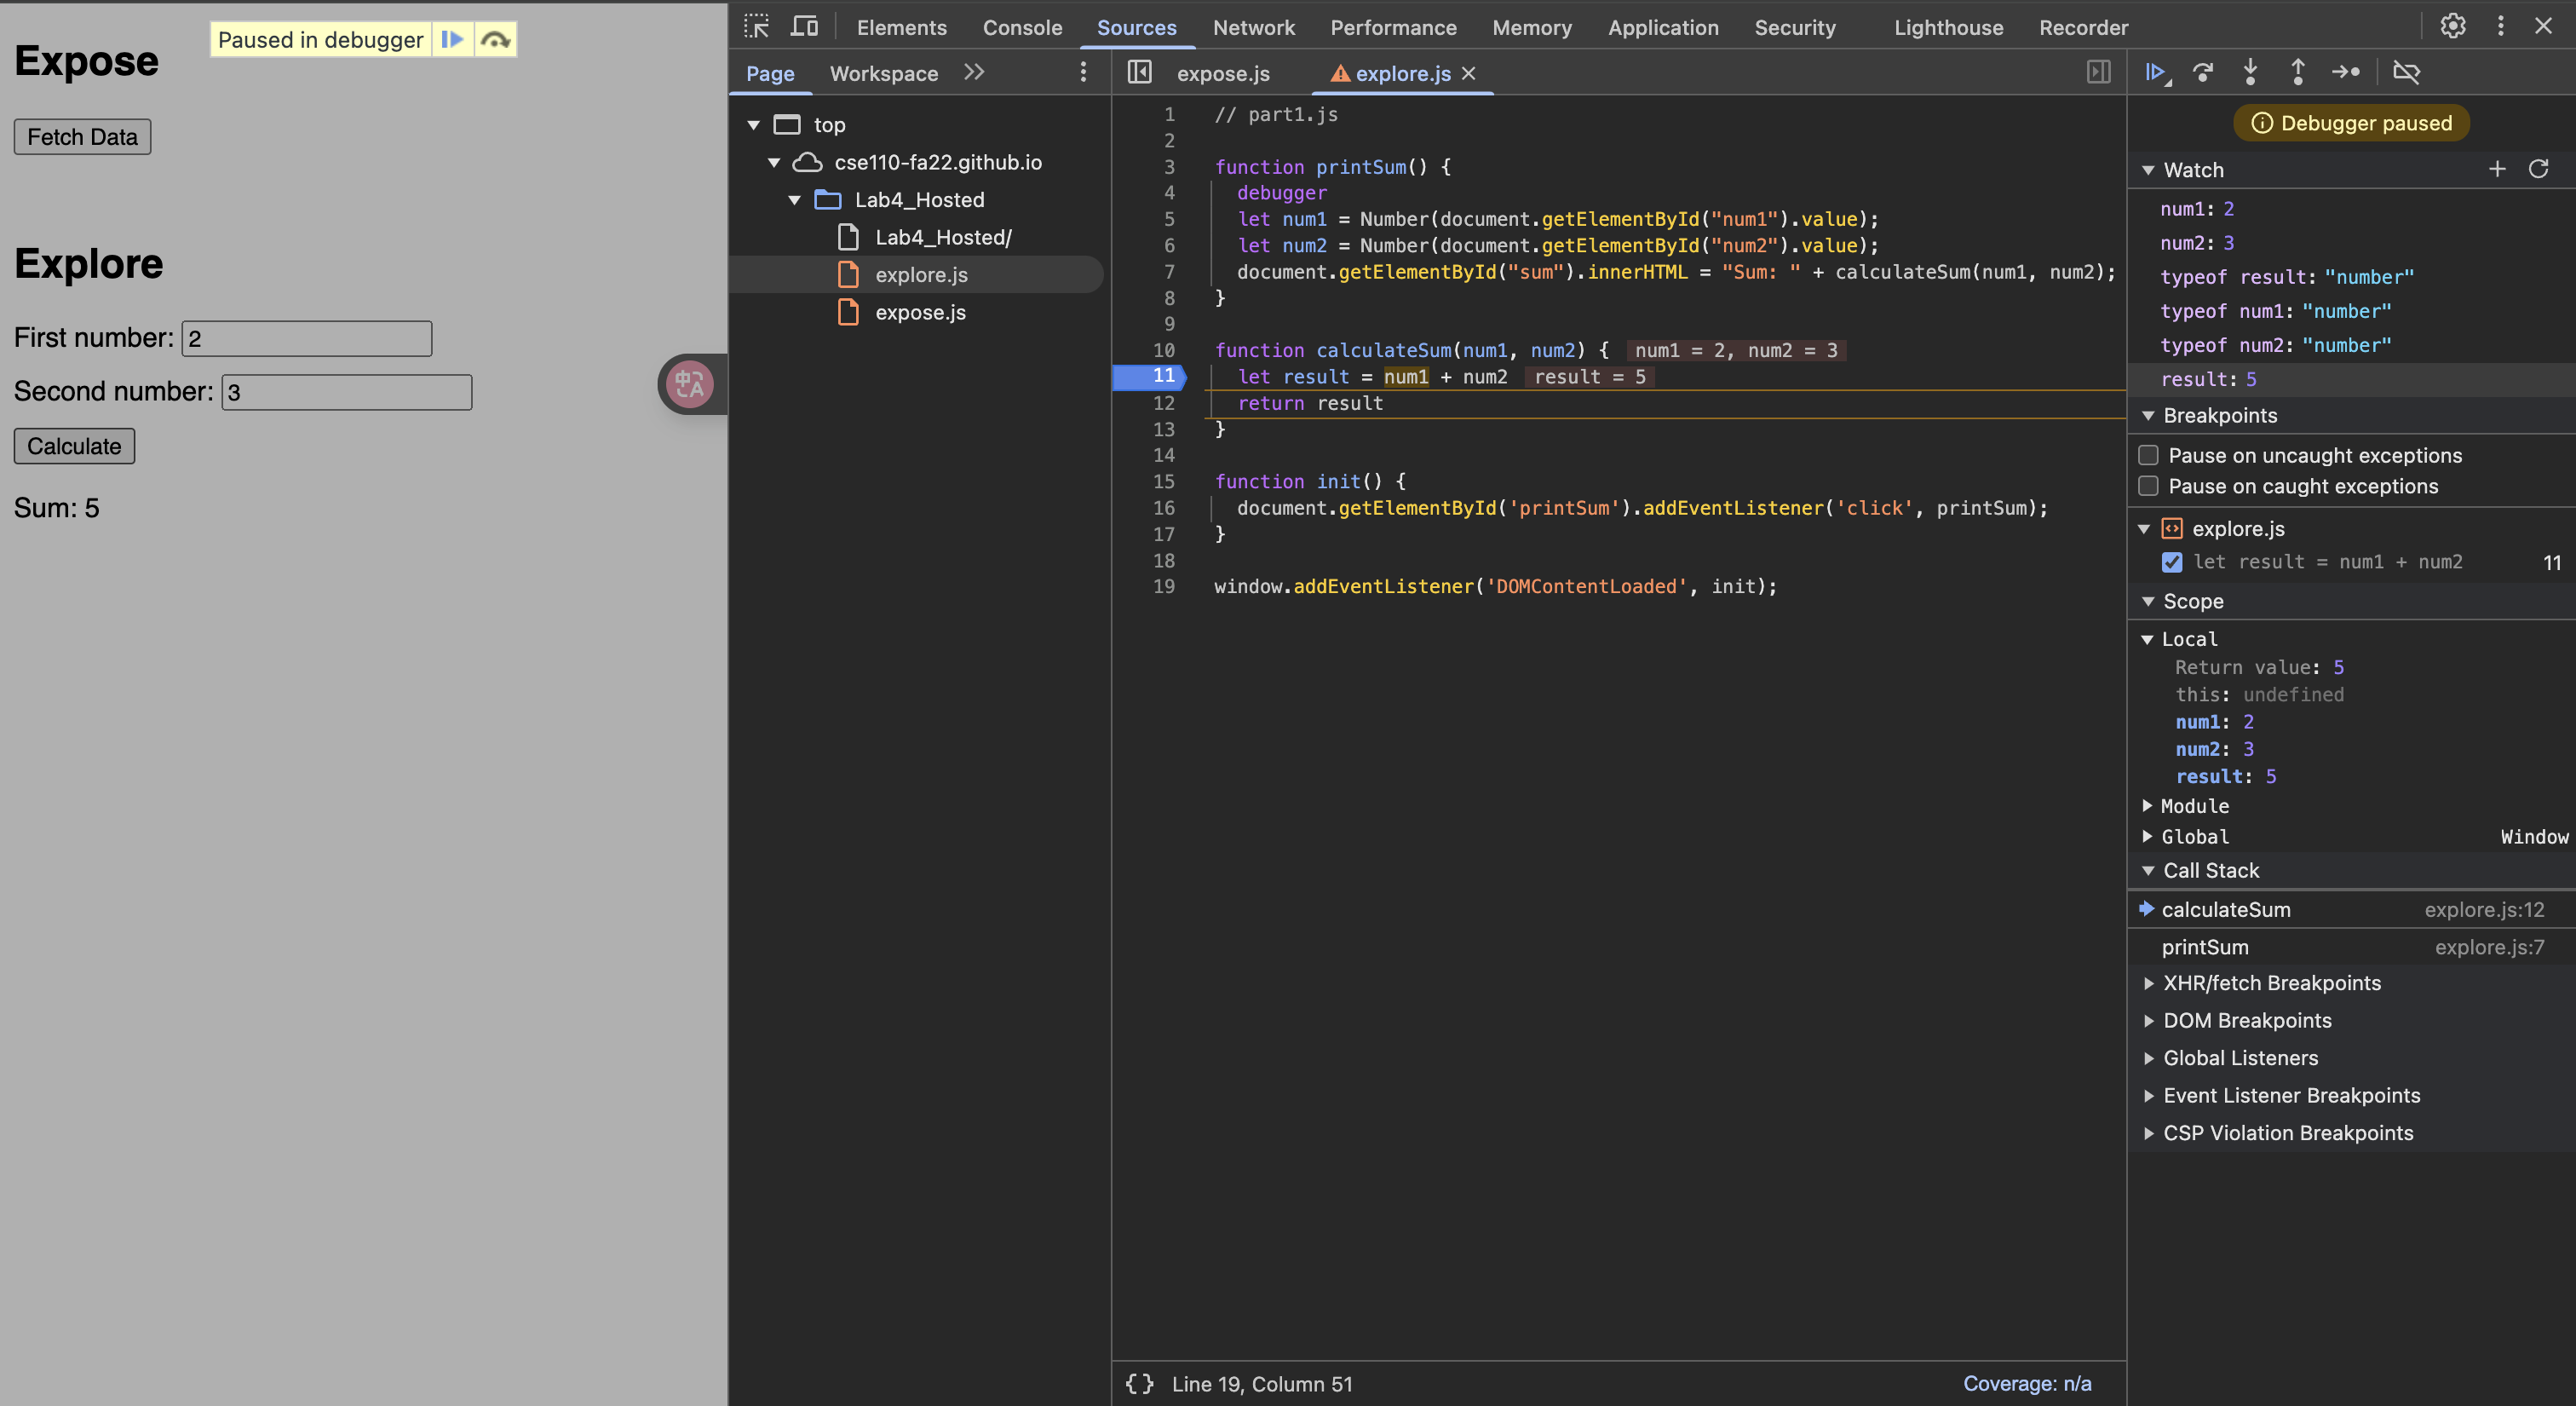 Expose
Paused in debugger
Fetch Data
Explore
First number: 2
Second number: 3
Calculate
Sum: 5
中A
Elements Console Sources Network Performance Memory Application Security Lighthouse Recorder
Page Workspace
top
cse110-fa22.github.io
Lab4_Hosted
Lab4_Hosted/
explore.js
expose.js
expose.js explore.js
1 // part1.js
2
3 function printSum() {
4 debugger
5 let num1 = Number(document.getElementById("num1").value);
6 let num2 = Number(document.getElementById("num2").value);
7 document.getElementById("sum").innerHTML = "Sum: " + calculateSum(num1, num2);
8 }
9
10 function calculateSum(num1, num2) { num1 = 2, num2 = 3
11 let result = num1 + num2 result = 5
12 return result
13 }
14
15 function init() {
16 document.getElementById('printSum').addEventListener('click', printSum);
17 }
18
19 window.addEventListener('DOMContentLoaded', init);
{} Line 19, Column 51 Coverage: n/a
Debugger paused
Watch
num1: 2
num2: 3
typeof result: "number"
typeof num1: "number"
typeof num2: "number"
result: 5
Breakpoints
Pause on uncaught exceptions
Pause on caught exceptions
explore.js
let result = num1 + num2 11
Scope
Local
Return value: 5
this: undefined
num1: 2
num2: 3
result: 5
Module
Global Window
Call Stack
calculateSum explore.js:12
printSum explore.js:7
XHR/fetch Breakpoints
DOM Breakpoints
Global Listeners
Event Listener Breakpoints
CSP Violation Breakpoints